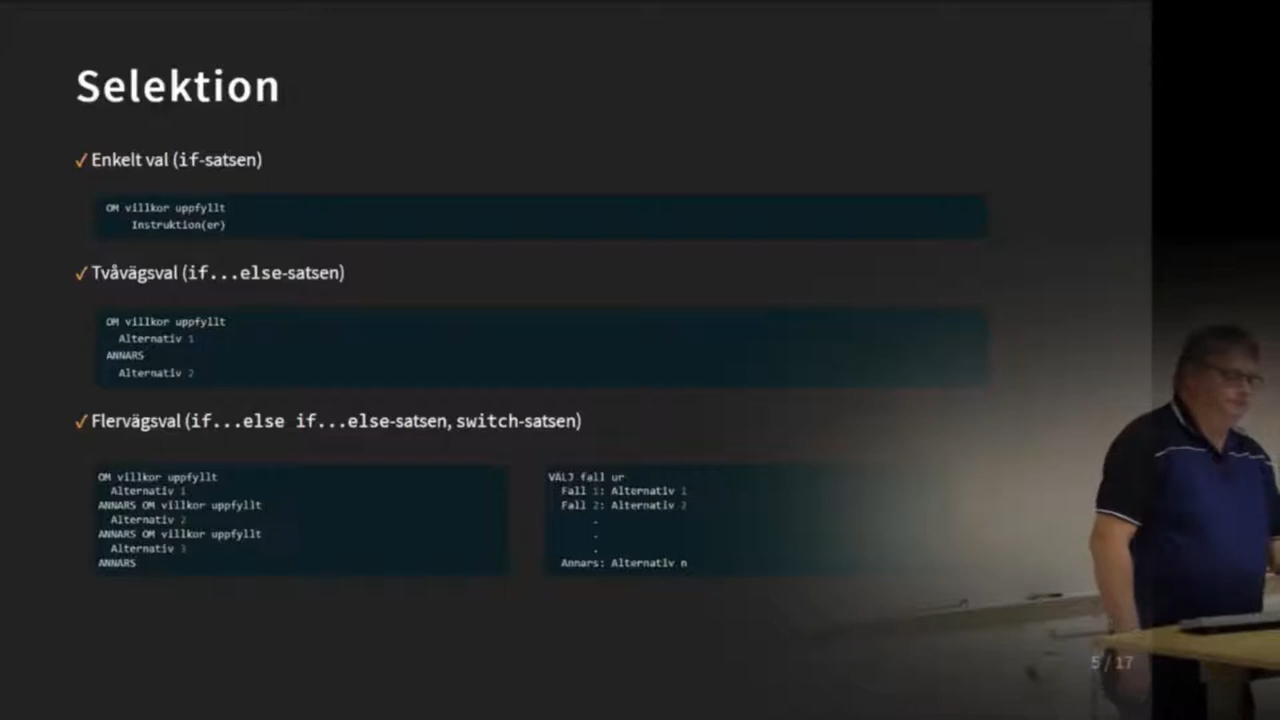 Selektion
✓ Enkelt val (if-satsen)
OM villkor uppfyllt
Instruktion(er)
✓ Tvåvägsval (if...else-satsen)
OM villkor uppfyllt
Alternativ 1
ANNARS
Alternativ 2
✓ Flervägsval (if...else if...else-satsen, switch-satsen)
OM villkor uppfyllt
Alternativ 1
ANNARS OM villkor uppfyllt
Alternativ 2
ANNARS OM villkor uppfyllt
Alternativ 3
ANNARS
VÄLJ fall ur
Fall 1: Alternativ 1
Fall 2: Alternativ 2
.
.
.
Annars: Alternativ n
5 / 17